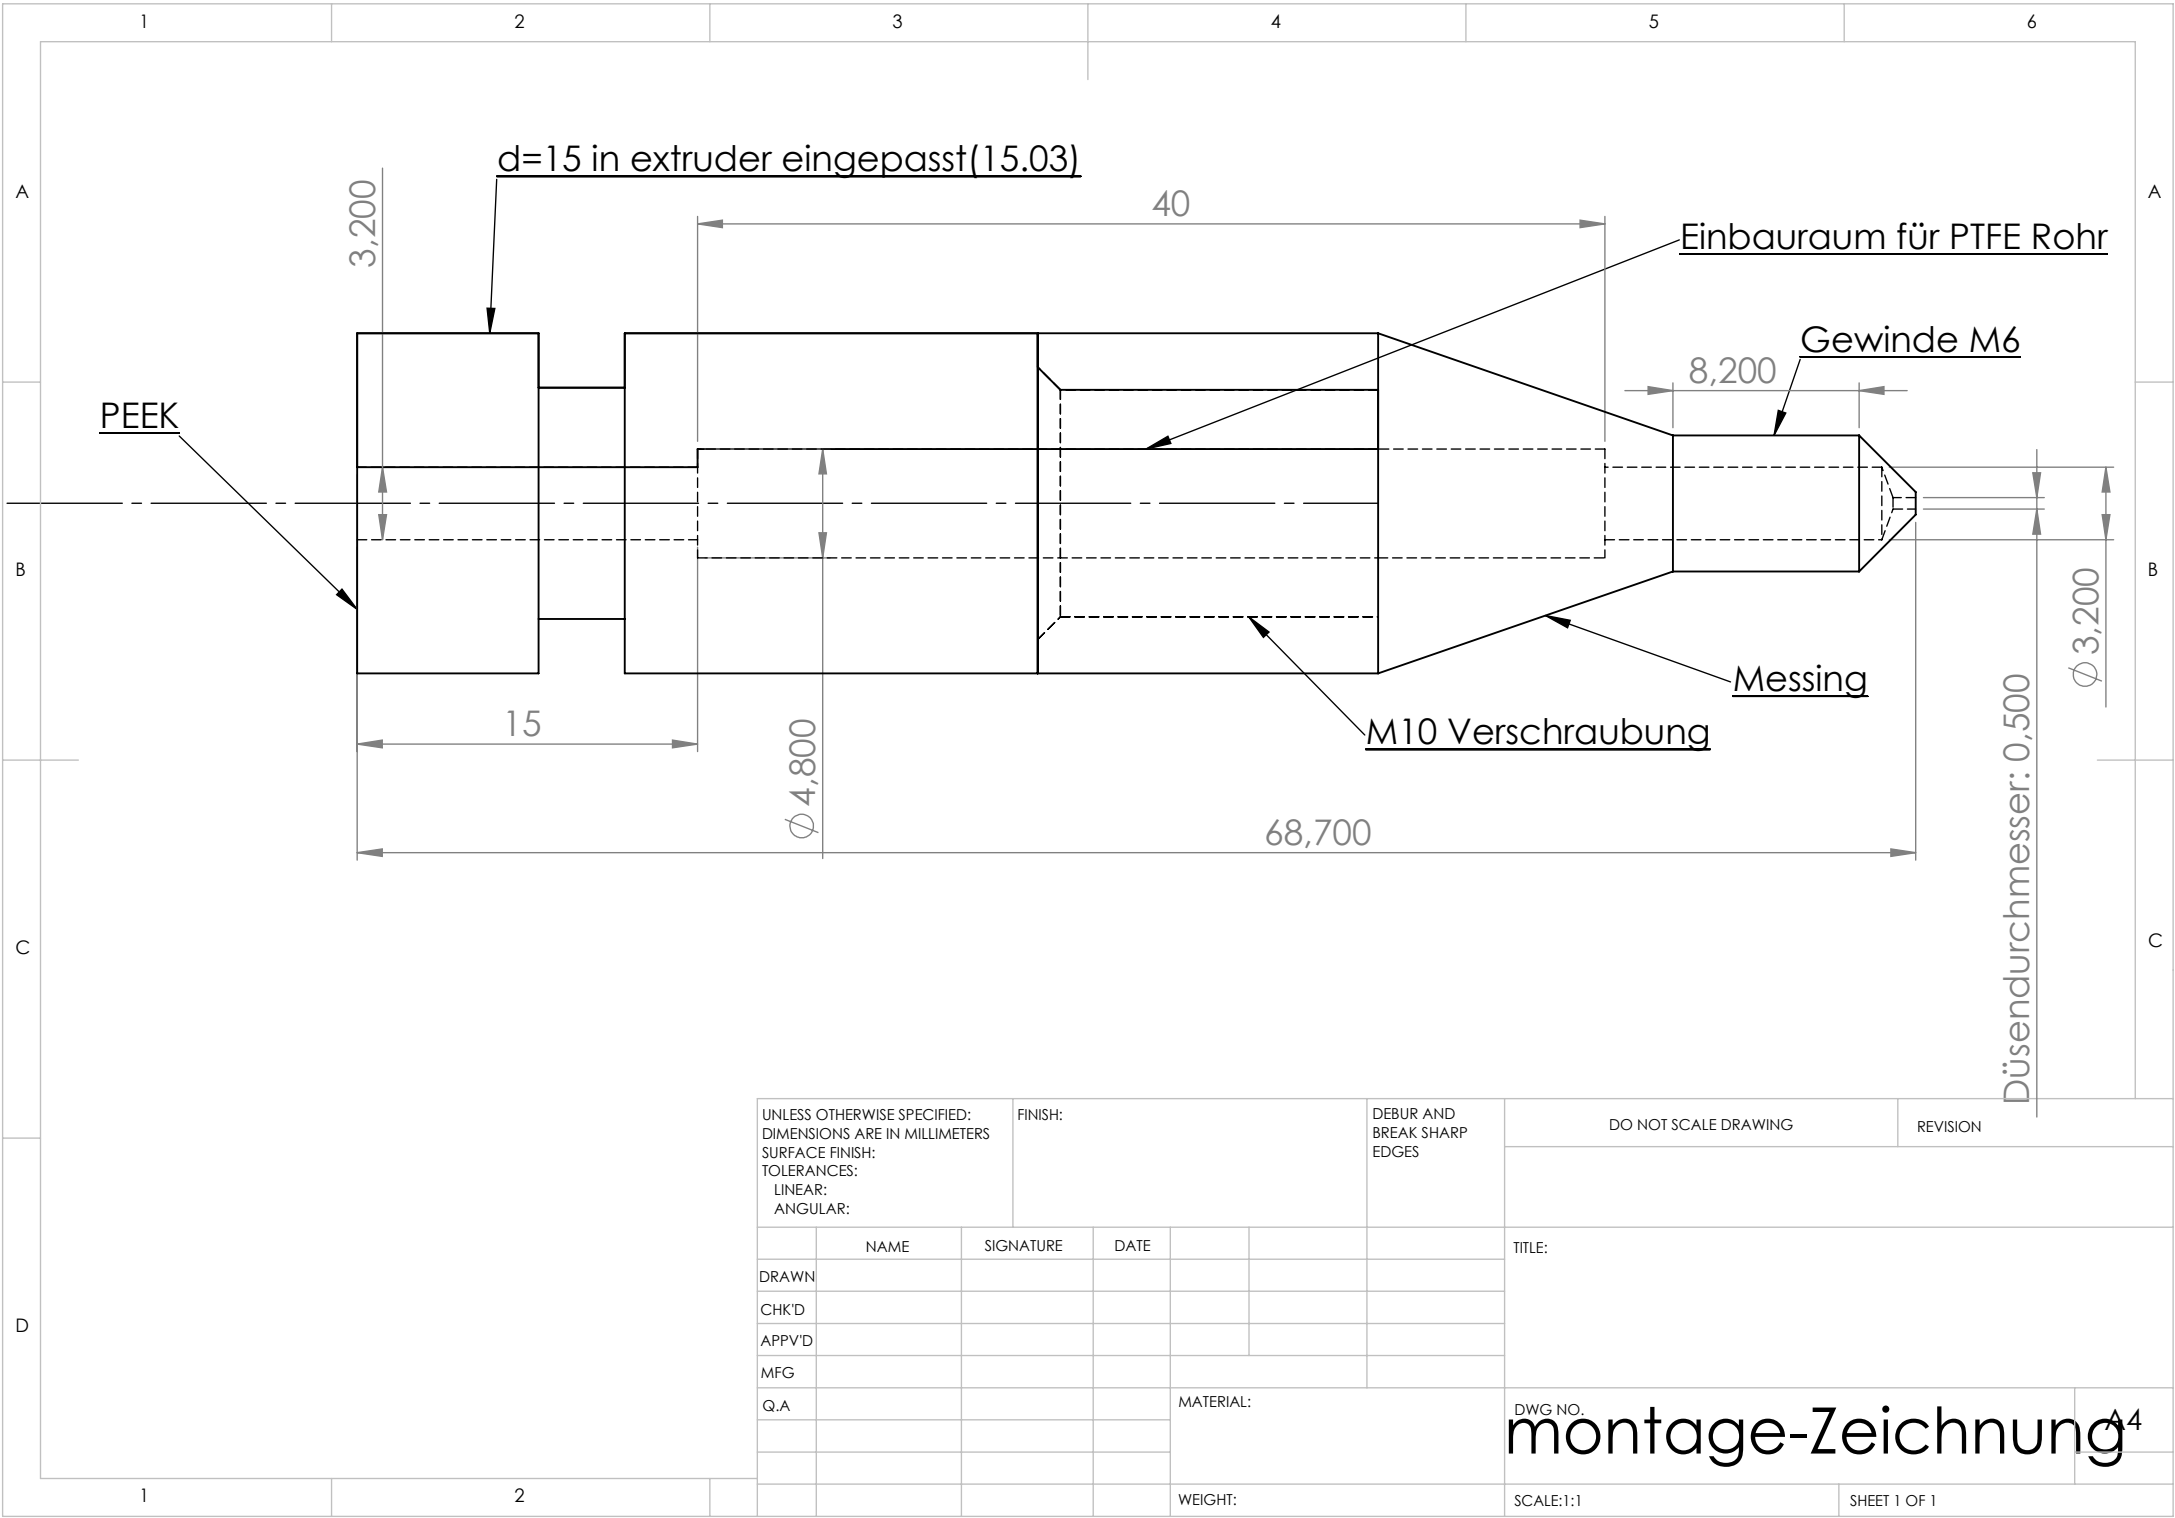 1 2 3 4 5 6
d=15 in extruder eingepasst(15.03)
3,200
40
A
A
Einbauraum für PTFE Rohr
Gewinde M6
8,200
PEEK
B
B
Ø 3,200
Messing
15
M10 Verschraubung
Ø 4,800
68,700
Düsendurchmesser: 0,500
C
C
UNLESS OTHERWISE SPECIFIED:
DIMENSIONS ARE IN MILLIMETERS
SURFACE FINISH:
TOLERANCES:
LINEAR:
ANGULAR:
FINISH:
DEBUR AND
BREAK SHARP
EDGES
DO NOT SCALE DRAWING
REVISION
NAME SIGNATURE DATE
TITLE:
DRAWN
CHK'D
APPV'D
MFG
Q.A
D
MATERIAL:
DWG NO.
montage-Zeichnung
A4
WEIGHT:
SCALE:1:1
SHEET 1 OF 1
1 2